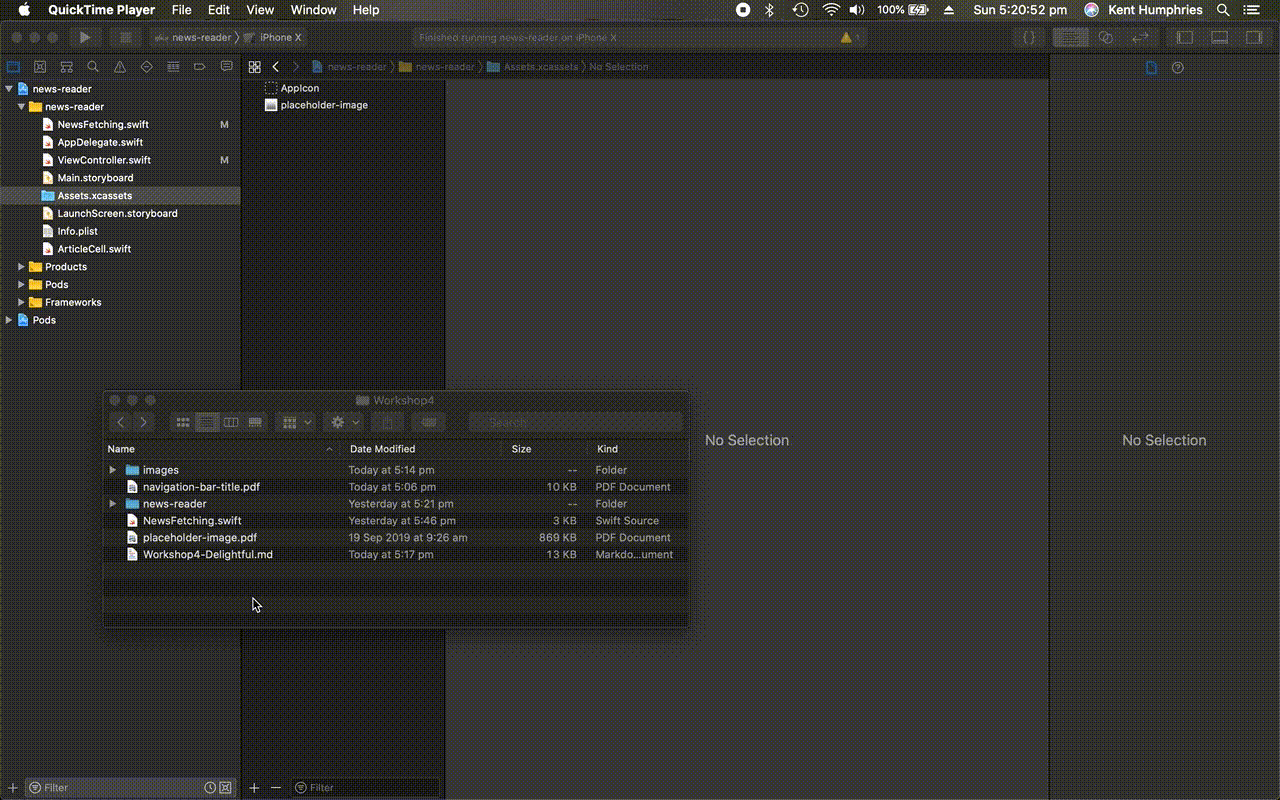 QuickTime Player File Edit View Window Help 100% Sun 5:20:52 pm Kent Humphries
news-reader iPhone X Finished running news-reader on iPhone X 1
news-reader news-reader Assets.xcassets No Selection
news-reader
news-reader
NewsFetching.swift M
AppDelegate.swift
ViewController.swift M
Main.storyboard
Assets.xcassets
LaunchScreen.storyboard
Info.plist
ArticleCell.swift
Products
Pods
Frameworks
Pods
AppIcon
placeholder-image
Workshop4
Search
Name Date Modified Size Kind
images Today at 5:14 pm -- Folder
navigation-bar-title.pdf Today at 5:06 pm 10 KB PDF Document
news-reader Yesterday at 5:21 pm -- Folder
NewsFetching.swift Yesterday at 5:46 pm 3 KB Swift Source
placeholder-image.pdf 19 Sep 2019 at 9:26 am 869 KB PDF Document
Workshop4-Delightful.md Today at 5:17 pm 13 KB Markdo...ument
No Selection
No Selection
Filter
Filter